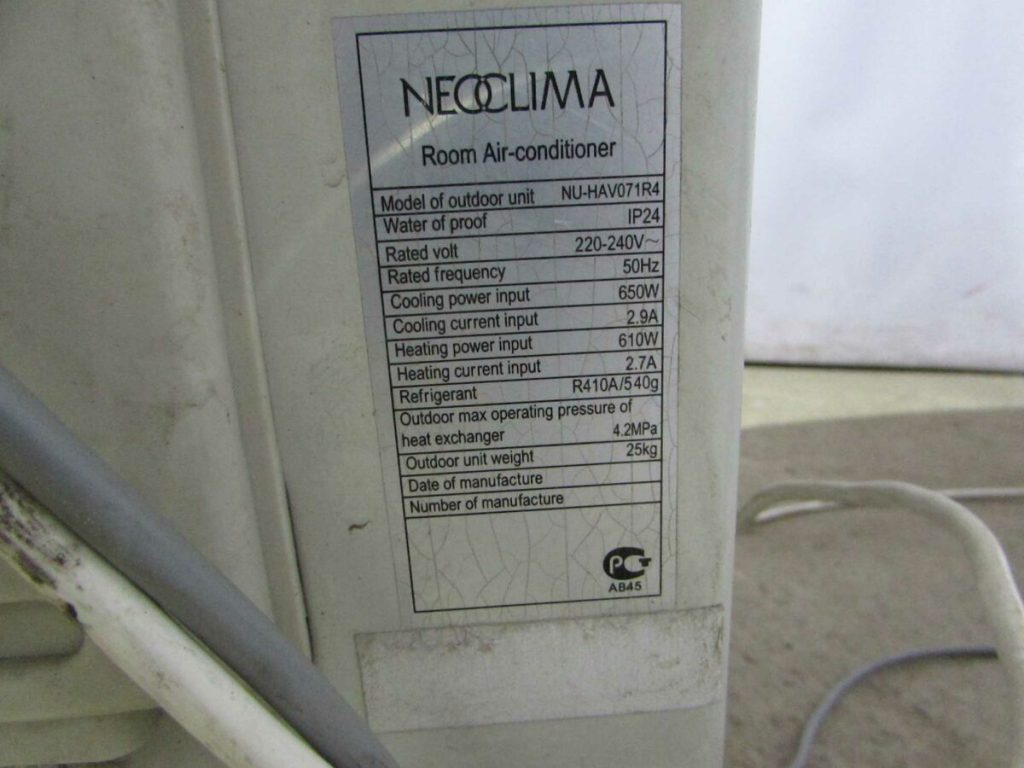 NEOCLIMA
Room Air-conditioner
Model of outdoor unit NU-HAV071R4
Water of proof IP24
Rated volt 220-240V~
Rated frequency 50Hz
Cooling power input 650W
Cooling current input 2.9A
Heating power input 610W
Heating current input 2.7A
Refrigerant R410A/540g
Outdoor max operating pressure of
heat exchanger 4.2MPa
Outdoor unit weight 25kg
Date of manufacture
Number of manufacture
РСТ
АВ45